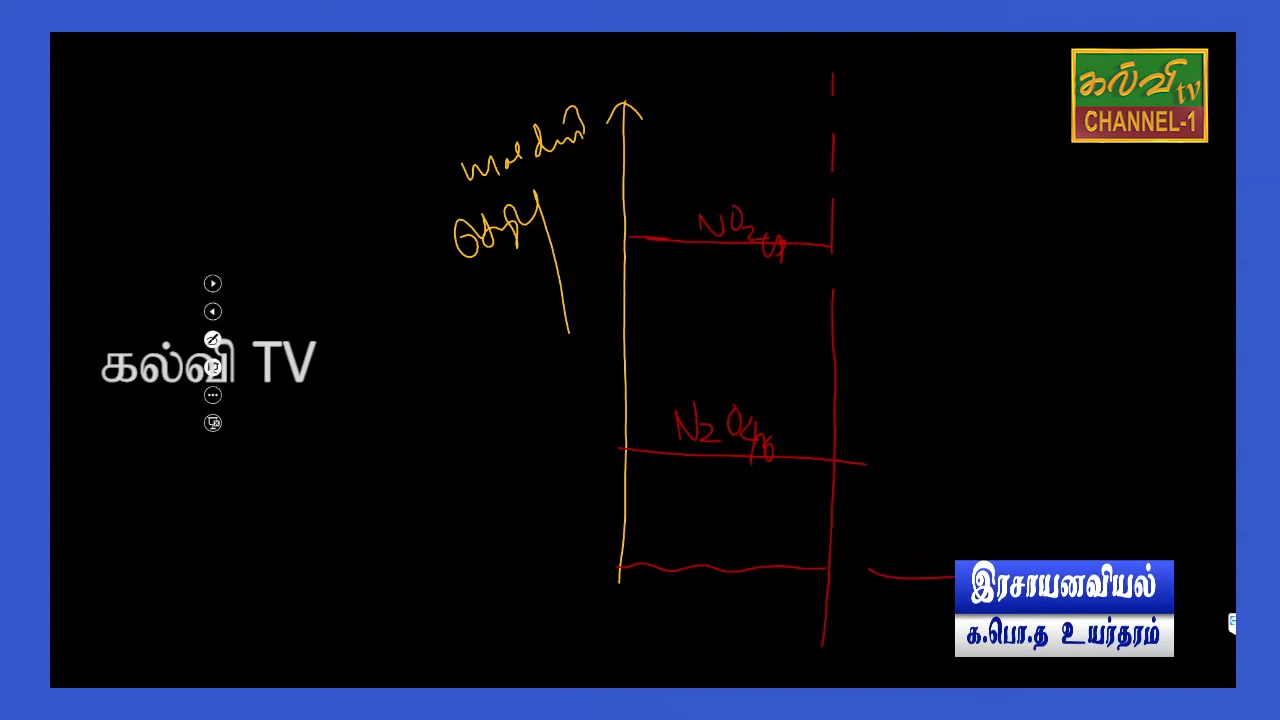 கல்வி tv
CHANNEL-1
NO2(g)
கல்வி TV
N2O4(g)
இரசாயனவியல்
க.பொ.த உயர்தரம்